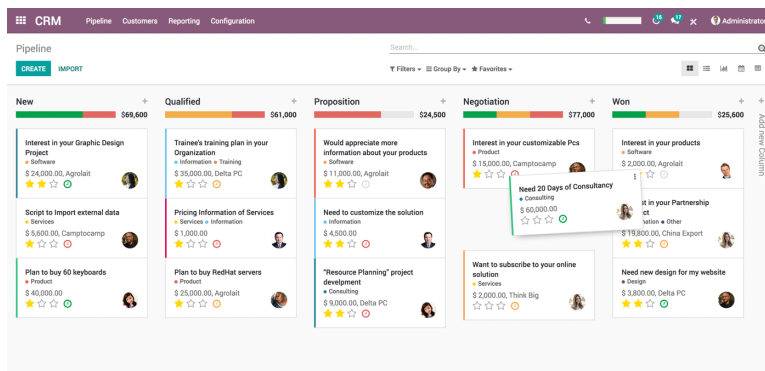 CRM Pipeline Customers Reporting Configuration 15 17 Administrator
Pipeline
Search...
CREATE IMPORT
Filters Group By Favorites
New +
$69,600
Interest in your Graphic Design
Project
Software
$ 24,000.00, Agrolait
Script to Import external data
Services
$ 5,600.00, Camptocamp
Plan to buy 60 keyboards
Product
$ 40,000.00
Qualified +
$61,000
Trainee's training plan in your
Organization
Information Training
$ 35,000.00, Delta PC
Pricing Information of Services
Services Information
$ 1,000.00
Plan to buy RedHat servers
Product
$ 25,000.00, Agrolait
Proposition +
$24,500
Would appreciate more
information about your products
Software
$ 11,000.00, Agrolait
Need to customize the solution
Information
$ 4,500.00
"Resource Planning" project
develpment
Consulting
$ 9,000.00, Delta PC
Negotiation +
$77,000
Interest in your customizable Pcs
Product
$ 15,000.00, Camptocamp
Need 20 Days of Consultancy
Consulting
$ 60,000.00
Want to subscribe to your online
solution
Services
$ 2,000.00, Think Big
Won +
$25,600
Interest in your products
Software
$ 2,000.00, Agrolait
st in your Partnership
ct
ation Other
$ 19,800.00, China Export
Need new design for my website
Design
$ 3,800.00, Delta PC
+
Add new Column